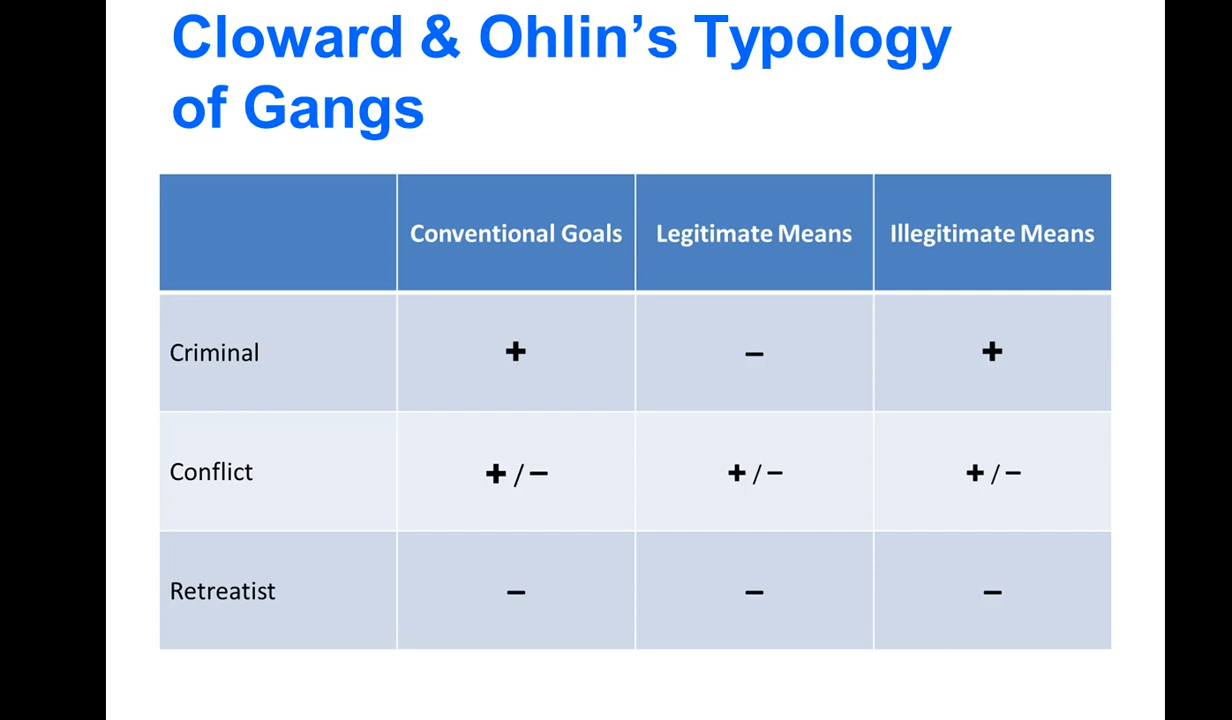 Cloward & Ohlin’s Typology
of Gangs
Conventional Goals Legitimate Means Illegitimate Means
Criminal + – +
Conflict + / – + / – + / –
Retreatist – – –